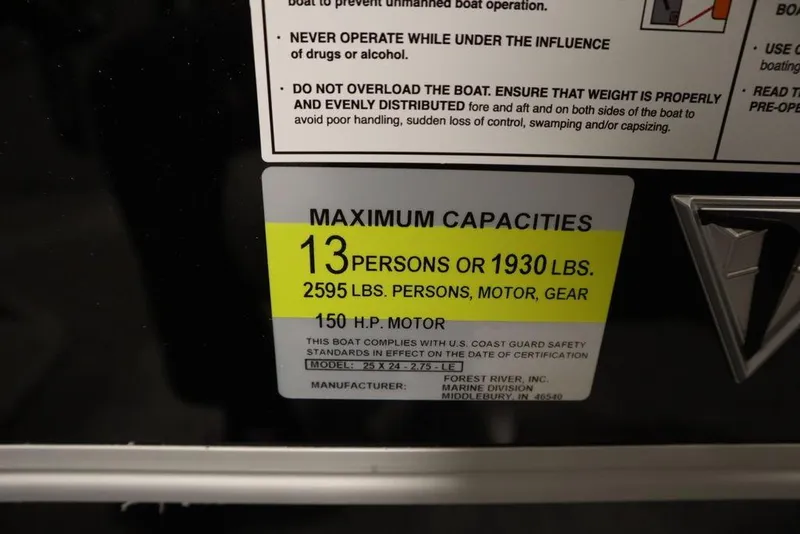 boat to prevent unmanned boat operation.
· NEVER OPERATE WHILE UNDER THE INFLUENCE
of drugs or alcohol.
· DO NOT OVERLOAD THE BOAT. ENSURE THAT WEIGHT IS PROPERLY
AND EVENLY DISTRIBUTED fore and aft and on both sides of the boat to
avoid poor handling, sudden loss of control, swamping and/or capsizing.
· USE
boating
· READ
PRE-OPE
MAXIMUM CAPACITIES
13 PERSONS OR 1930 LBS.
2595 LBS. PERSONS, MOTOR, GEAR
150 H.P. MOTOR
THIS BOAT COMPLIES WITH U.S. COAST GUARD SAFETY
STANDARDS IN EFFECT ON THE DATE OF CERTIFICATION
MODEL: 25 X 24 - 2.75 - LE
MANUFACTURER: FOREST RIVER, INC.
MARINE DIVISION
MIDDLEBURY, IN 46540